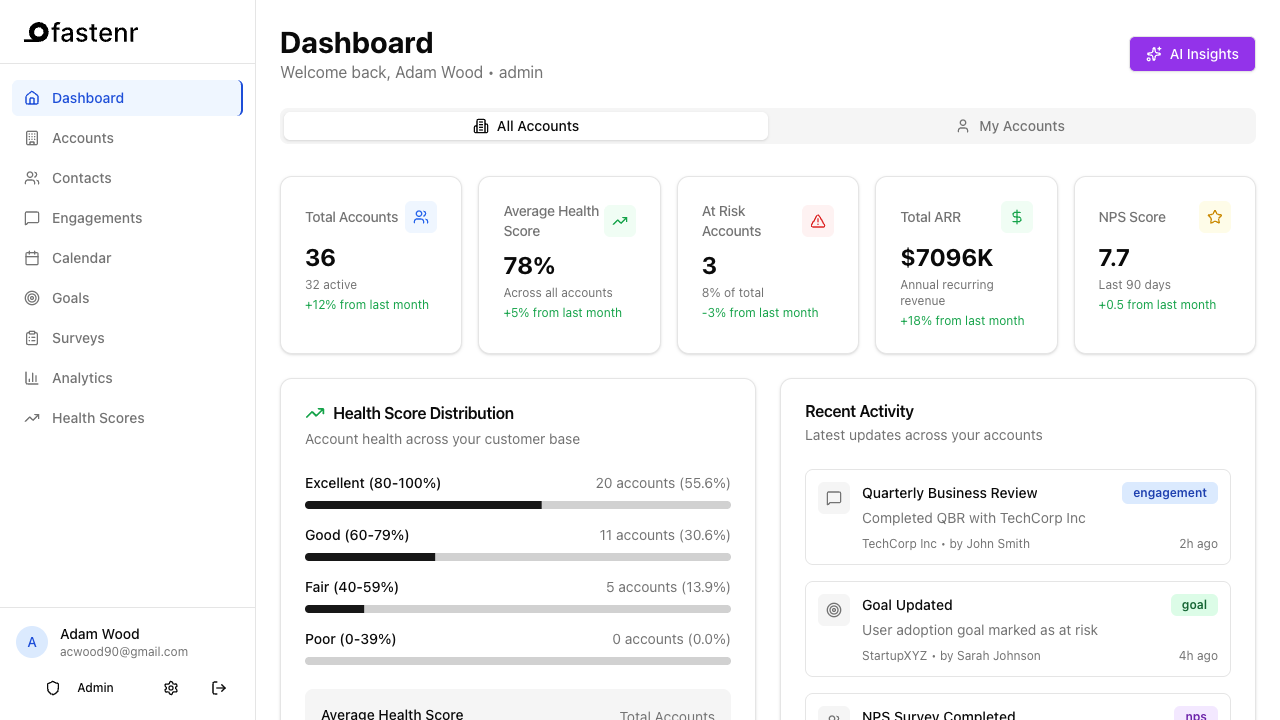 fastenr
Dashboard
Accounts
Contacts
Engagements
Calendar
Goals
Surveys
Analytics
Health Scores
A
Adam Wood
acwood90@gmail.com
Admin
Dashboard
Welcome back, Adam Wood • admin
AI Insights
All Accounts
My Accounts
Total Accounts
36
32 active
+12% from last month
Average Health
Score
78%
Across all accounts
+5% from last month
At Risk
Accounts
3
8% of total
-3% from last month
Total ARR
$7096K
Annual recurring
revenue
+18% from last month
NPS Score
7.7
Last 90 days
+0.5 from last month
Health Score Distribution
Account health across your customer base
Excellent (80-100%) 20 accounts (55.6%)
Good (60-79%) 11 accounts (30.6%)
Fair (40-59%) 5 accounts (13.9%)
Poor (0-39%) 0 accounts (0.0%)
Average Health Score Total Accounts
Recent Activity
Latest updates across your accounts
Quarterly Business Review engagement
Completed QBR with TechCorp Inc
TechCorp Inc • by John Smith 2h ago
Goal Updated goal
User adoption goal marked as at risk
StartupXYZ • by Sarah Johnson 4h ago
NPS Survey Completed nps